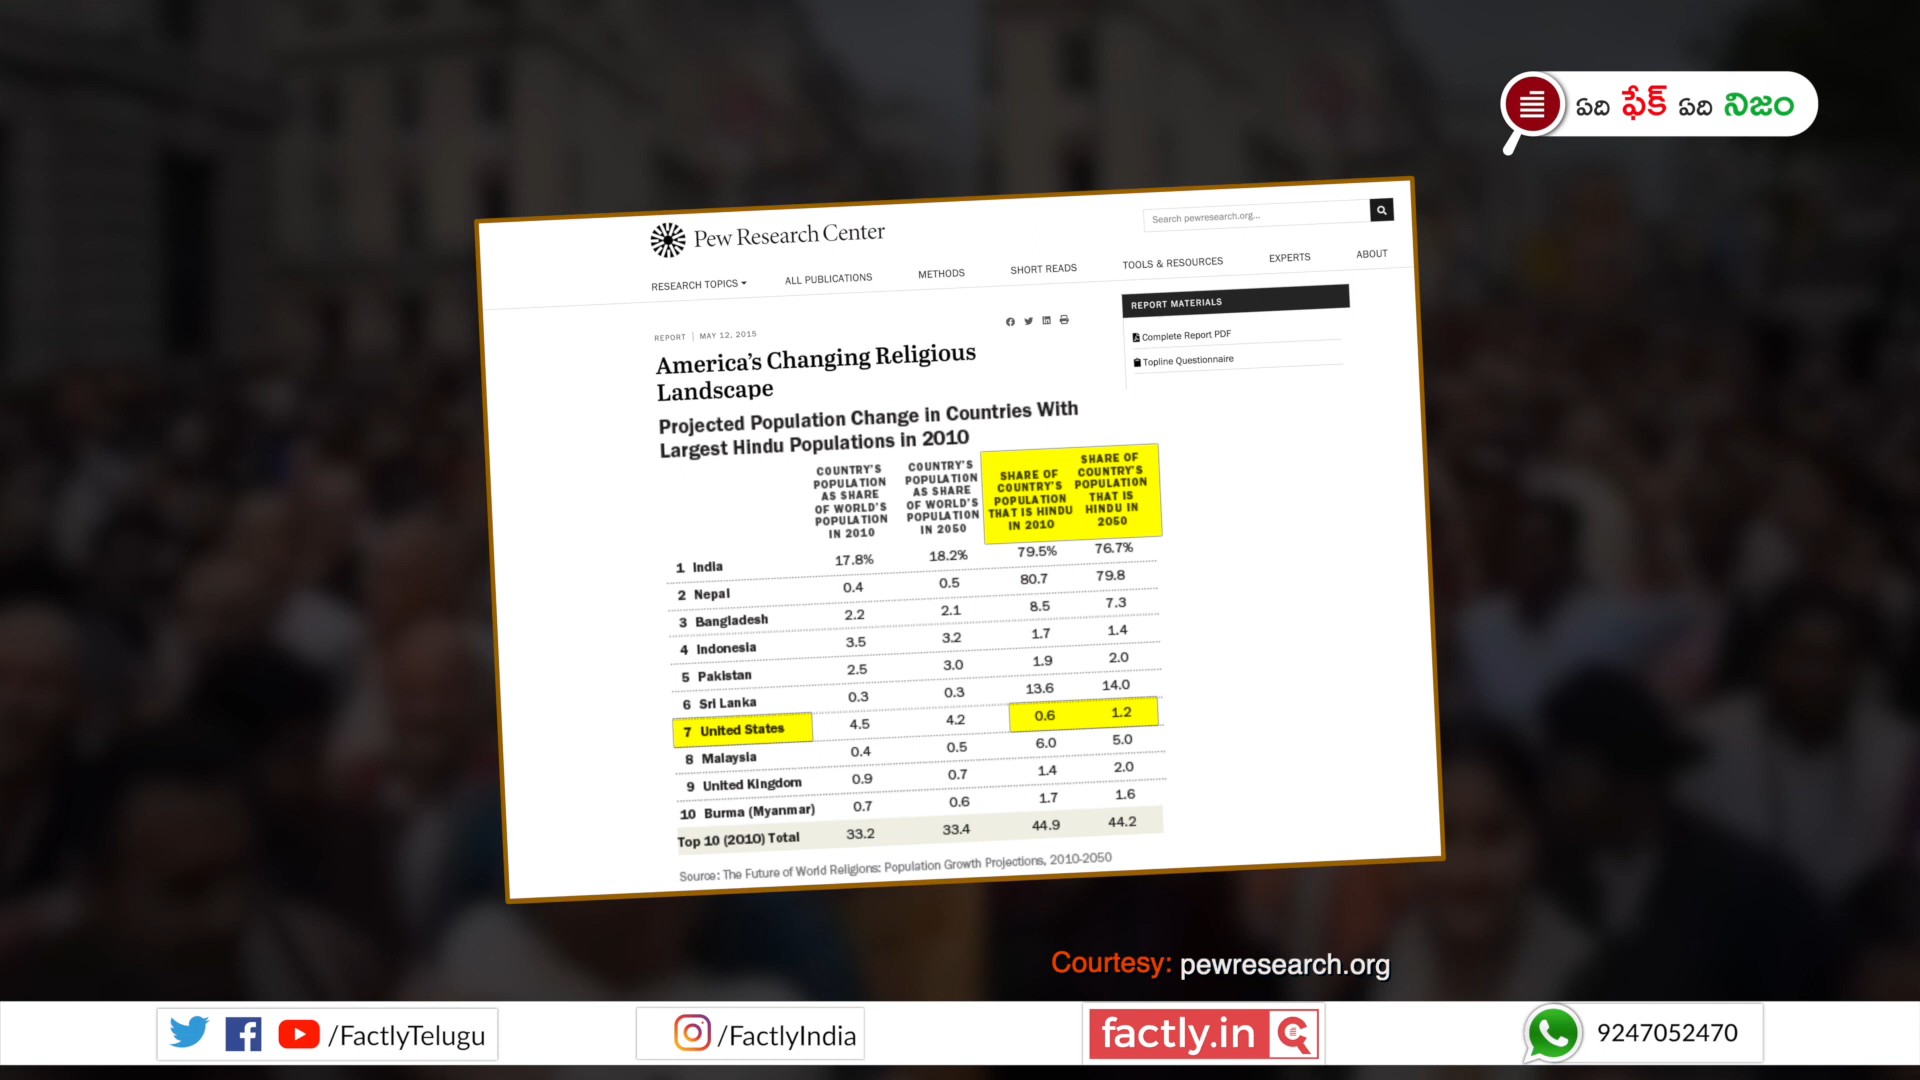 ఏది ఫేక్ ఏది నిజం
Pew Research Center
Search pewresearch.org...
RESEARCH TOPICS ALL PUBLICATIONS METHODS SHORT READS TOOLS & RESOURCES EXPERTS ABOUT
REPORT | MAY 12, 2015
America's Changing Religious
Landscape
REPORT MATERIALS
Complete Report PDF
Topline Questionnaire
Projected Population Change in Countries With
Largest Hindu Populations in 2010
COUNTRY'S POPULATION AS SHARE OF WORLD'S POPULATION IN 2010
COUNTRY'S POPULATION AS SHARE OF WORLD'S POPULATION IN 2050
SHARE OF COUNTRY'S POPULATION THAT IS HINDU IN 2010
SHARE OF COUNTRY'S POPULATION THAT IS HINDU IN 2050
1 India 17.8% 18.2% 79.5% 76.7%
2 Nepal 0.4 0.5 80.7 79.8
3 Bangladesh 2.2 2.1 8.5 7.3
4 Indonesia 3.5 3.2 1.7 1.4
5 Pakistan 2.5 3.0 1.9 2.0
6 Sri Lanka 0.3 0.3 13.6 14.0
7 United States 4.5 4.2 0.6 1.2
8 Malaysia 0.4 0.5 6.0 5.0
9 United Kingdom 0.9 0.7 1.4 2.0
10 Burma (Myanmar) 0.7 0.6 1.7 1.6
Top 10 (2010) Total 33.2 33.4 44.9 44.2
Source: The Future of World Religions: Population Growth Projections, 2010-2050
Courtesy: pewresearch.org
/FactlyTelugu
/FactlyIndia
factly.in
9247052470